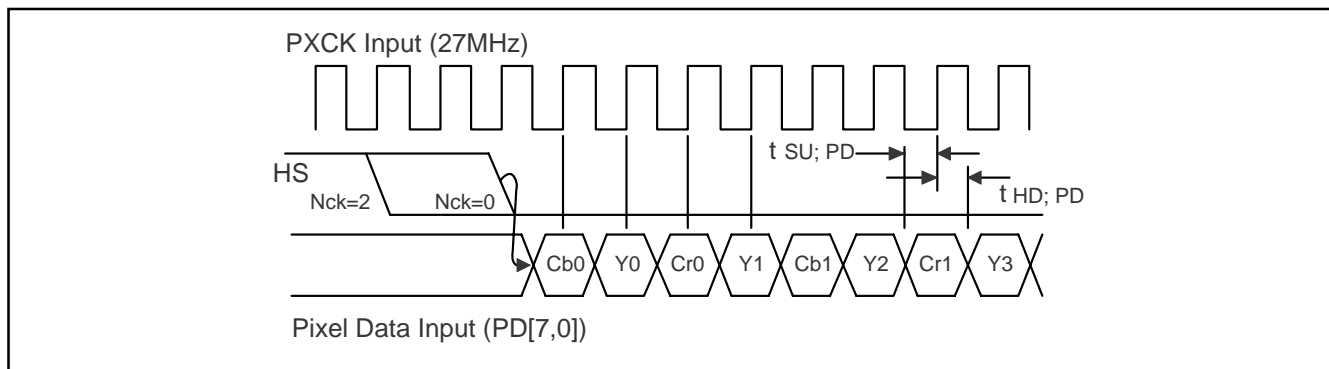 PXCK Input (27MHz)
t SU; PD
HS
Nck=2
Nck=0
t HD; PD
Cb0 Y0 Cr0 Y1 Cb1 Y2 Cr1 Y3
Pixel Data Input (PD[7,0])